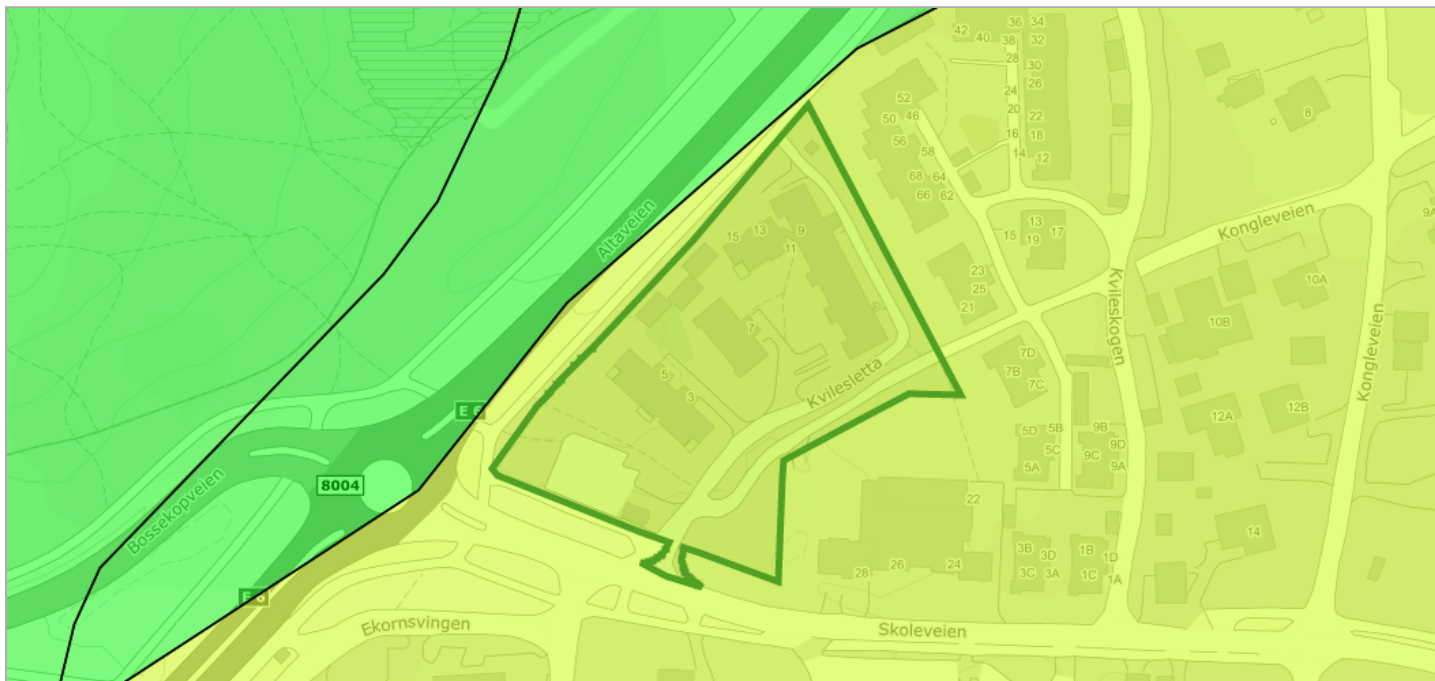 42
36
34
40
38
32
28
30
26
24
52
20
22
50
46
16
18
56
58
14
12
8
68
64
66
62
9A
Altaveien
15
13
9
11
15
13
17
19
Kongleveien
23
25
21
Kvileskogen
10A
10B
7
Kongleveien
7D
7B
7C
5
3
Kvilesletta
12B
12A
E 6
5D
5B
5C
5A
9B
9D
9C
9A
8004
Bossekopveien
22
14
3B
3D
3C
3A
1B
1D
1C
1A
28
26
24
E 6
Ekornsvingen
Skoleveien